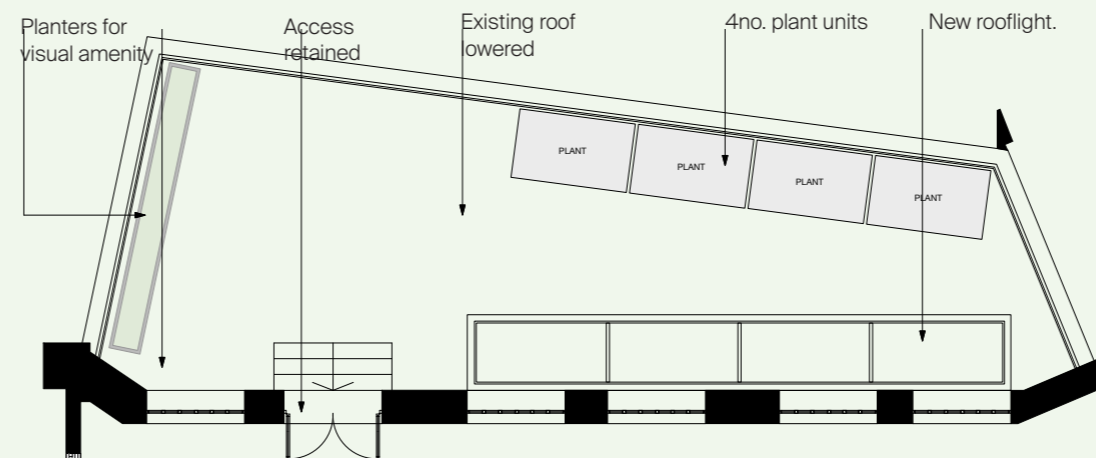 Planters for
visual amenity
Access
retained
Existing roof
lowered
4no. plant units
New rooflight.
PLANT
PLANT
PLANT
PLANT